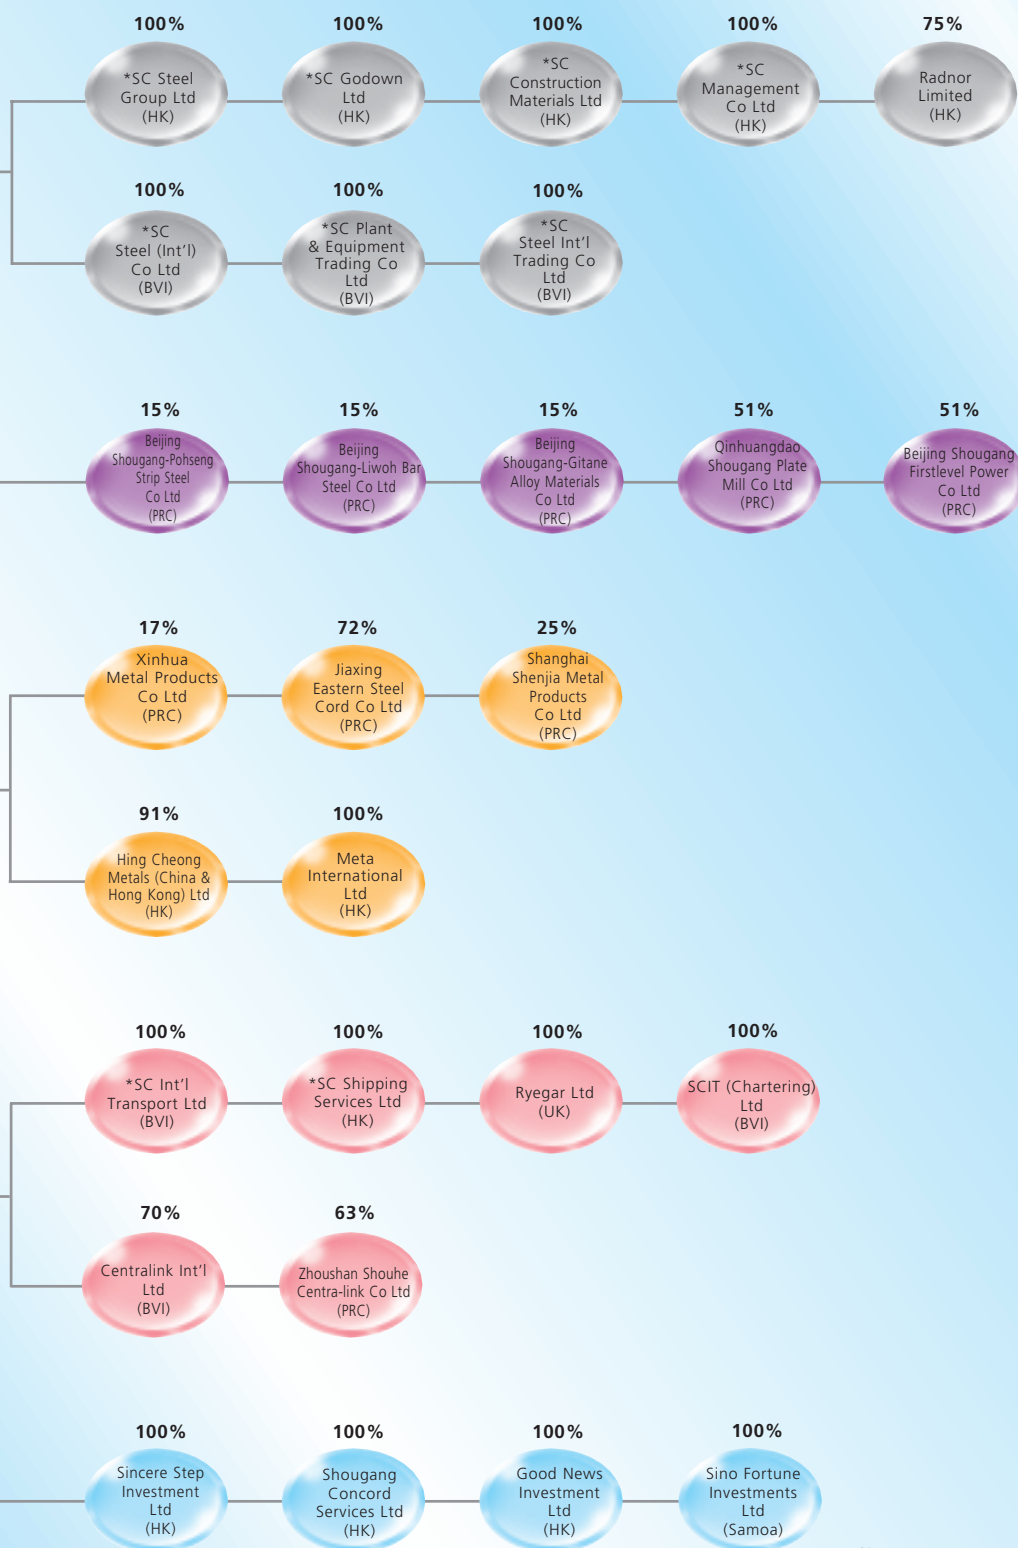 100%
100%
100%
100%
75%
*SC Steel
Group Ltd
(HK)
*SC Godown
Ltd
(HK)
*SC
Construction
Materials Ltd
(HK)
*SC
Management
Co Ltd
(HK)
Radnor
Limited
(HK)
100%
100%
100%
*SC
Steel (Int'l)
Co Ltd
(BVI)
*SC Plant
& Equipment
Trading Co
Ltd
(BVI)
*SC
Steel Int'l
Trading Co
Ltd
(BVI)
15%
15%
15%
51%
51%
Beijing
Shougang-Pohseng
Strip Steel
Co Ltd
(PRC)
Beijing
Shougang-Liwoh Bar
Steel Co Ltd
(PRC)
Beijing
Shougang-Gitane
Alloy Materials
Co Ltd
(PRC)
Qinhuangdao
Shougang Plate
Mill Co Ltd
(PRC)
Beijing Shougang
Firstlevel Power
Co Ltd
(PRC)
17%
72%
25%
Xinhua
Metal Products
Co Ltd
(PRC)
Jiaxing
Eastern Steel
Cord Co Ltd
(PRC)
Shanghai
Shenjia Metal
Products
Co Ltd
(PRC)
91%
100%
Hing Cheong
Metals (China &
Hong Kong) Ltd
(HK)
Meta
International
Ltd
(HK)
100%
100%
100%
100%
*SC Int'l
Transport Ltd
(BVI)
*SC Shipping
Services Ltd
(HK)
Ryegar Ltd
(UK)
SCIT (Chartering)
Ltd
(BVI)
70%
63%
Centralink Int'l
Ltd
(BVI)
Zhoushan Shouhe
Centra-link Co Ltd
(PRC)
100%
100%
100%
100%
Sincere Step
Investment
Ltd
(HK)
Shougang
Concord
Services Ltd
(HK)
Good News
Investment
Ltd
(HK)
Sino Fortune
Investments
Ltd
(Samoa)